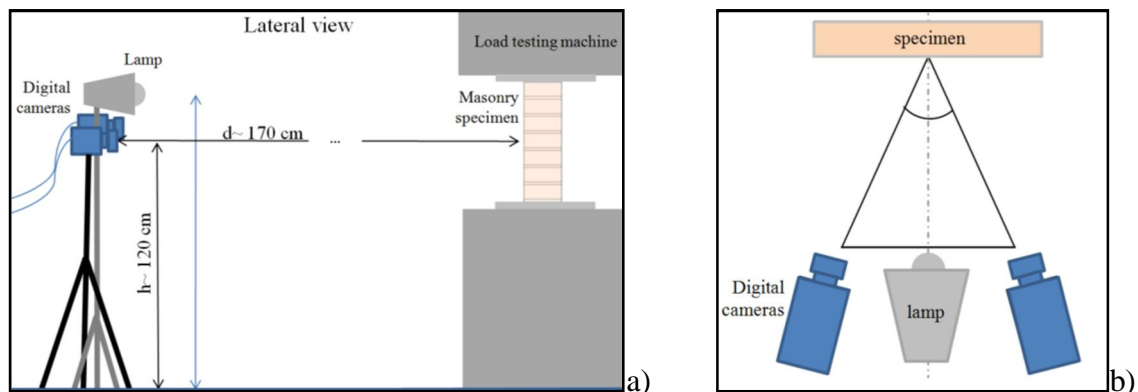 Lateral view
Lamp
Digital
cameras
Load testing machine
Masonry
specimen
d~ 170 cm
...
h~ 120 cm
a)
specimen
Digital
cameras
lamp
b)